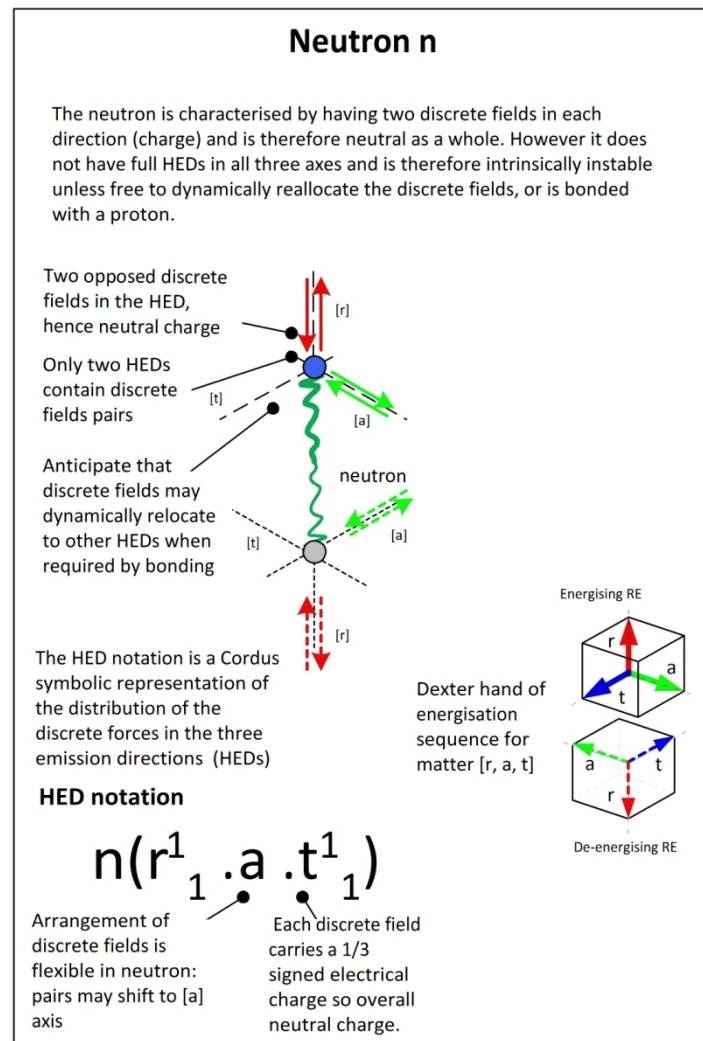 Neutron n
The neutron is characterised by having two discrete fields in each
direction (charge) and is therefore neutral as a whole. However it does
not have full HEDs in all three axes and is therefore intrinsically instable
unless free to dynamically reallocate the discrete fields, or is bonded
with a proton.
Two opposed discrete
fields in the HED,
hence neutral charge
[r]
Only two HEDs
contain discrete
fields pairs
[t]
[a]
Anticipate that
discrete fields may
dynamically relocate
to other HEDs when
required by bonding
neutron
[t]
[a]
[r]
Energising RE
r
a
t
Dexter hand of
energisation
sequence for
matter [r, a, t]
a
t
r
De-energising RE
The HED notation is a Cordus
symbolic representation of
the distribution of the
discrete forces in the three
emission directions (HEDs)
HED notation
n(r¹₁ .a .t¹₁)
Arrangement of
discrete fields is
flexible in neutron:
pairs may shift to [a]
axis
Each discrete field
carries a 1/3
signed electrical
charge so overall
neutral charge.